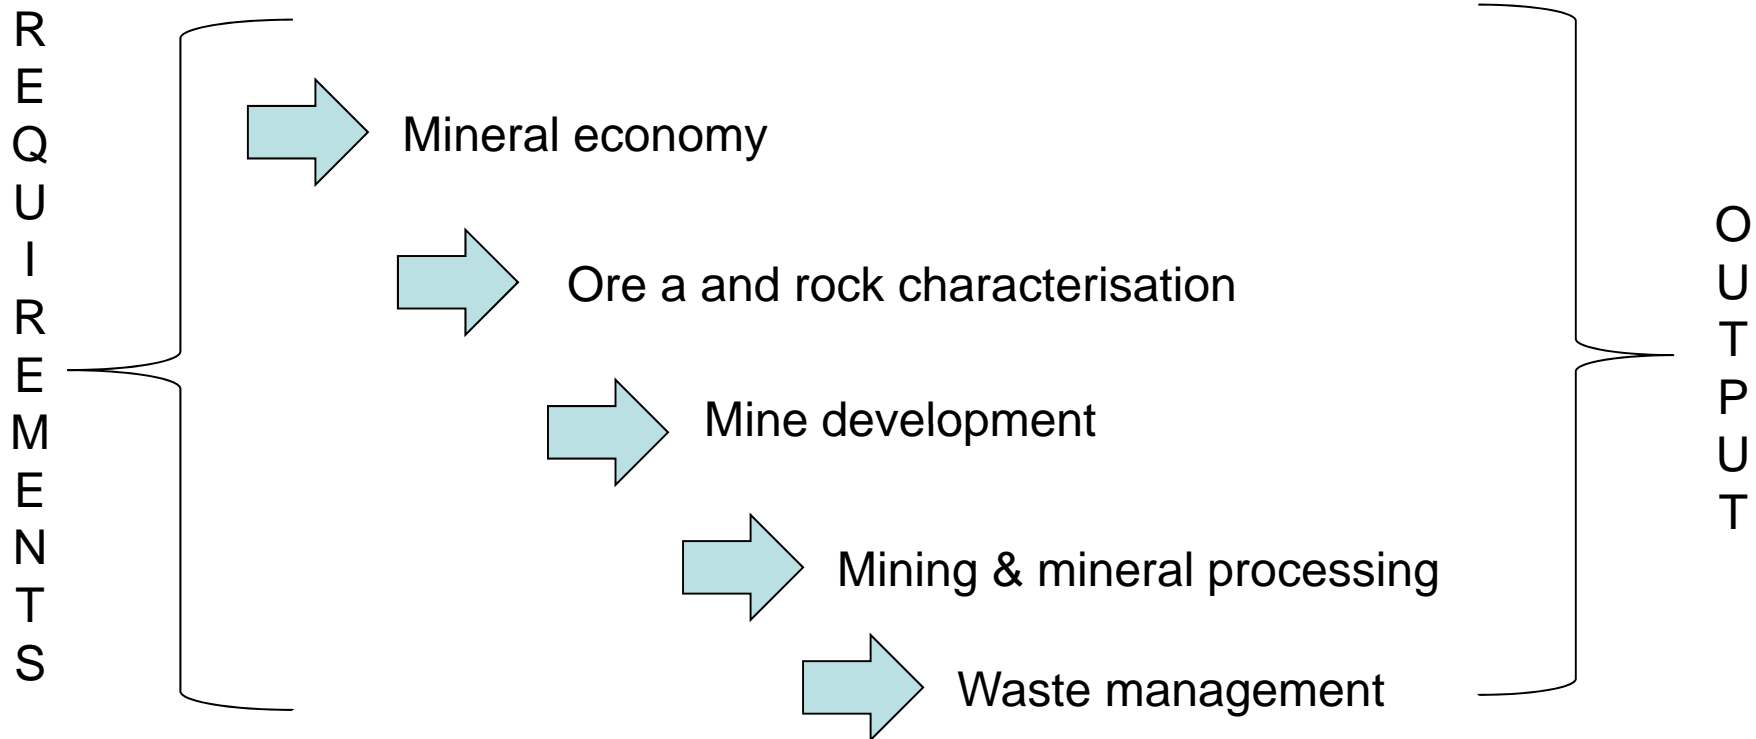 REQUIREMENTS
Mineral economy
Ore a and rock characterisation
Mine development
Mining & mineral processing
Waste management
OUTPUT